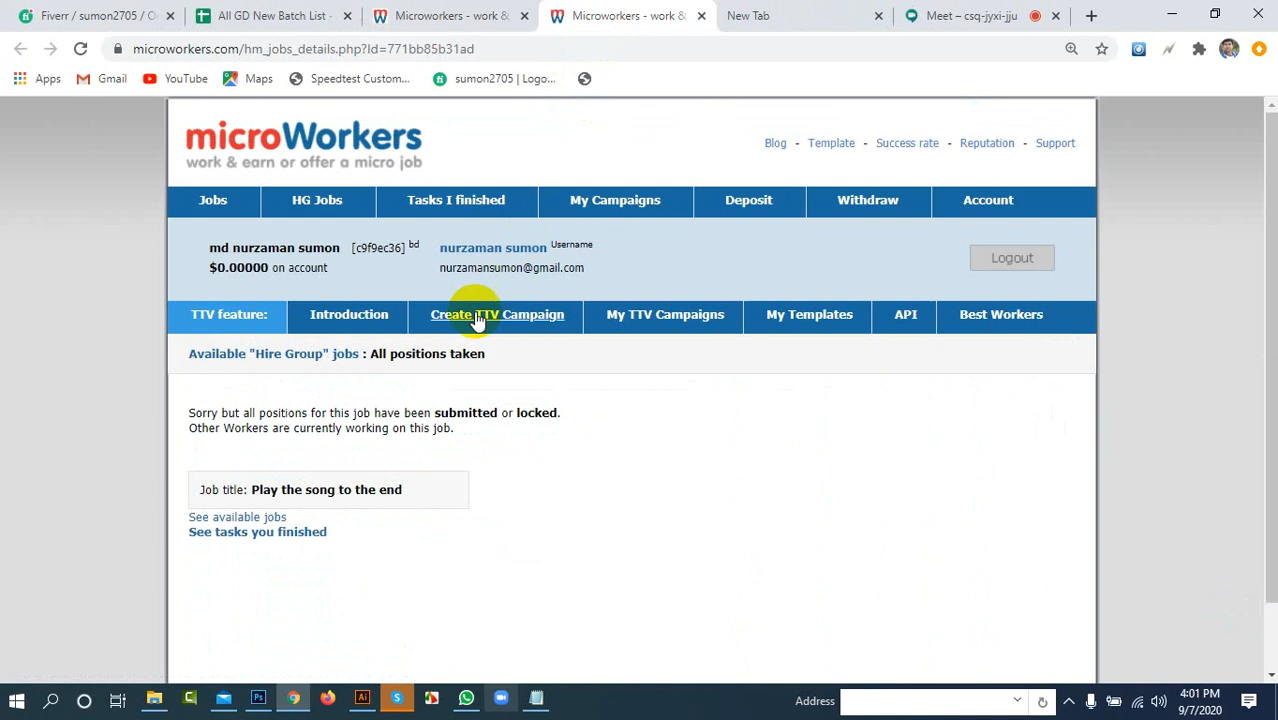 Fiverr / sumon2705 / O
All GD New Batch List -
Microworkers - work &
Microworkers - work &
New Tab
Meet – csq-jyxi-jju
microworkers.com/hm_jobs_details.php?Id=771bb85b31ad
Apps
Gmail
YouTube
Maps
Speedtest Custom...
sumon2705 | Logo...
microWorkers
work & earn or offer a micro job
Blog - Template - Success rate - Reputation - Support
Jobs
HG Jobs
Tasks I finished
My Campaigns
Deposit
Withdraw
Account
md nurzaman sumon [c9f9ec36] bd
nurzaman sumon Username
$0.00000 on account
nurzamansumon@gmail.com
Logout
TTV feature:
Introduction
Create TTV Campaign
My TTV Campaigns
My Templates
API
Best Workers
Available "Hire Group" jobs : All positions taken
Sorry but all positions for this job have been submitted or locked.
Other Workers are currently working on this job.
Job title: Play the song to the end
See available jobs
See tasks you finished
Address
4:01 PM
9/7/2020